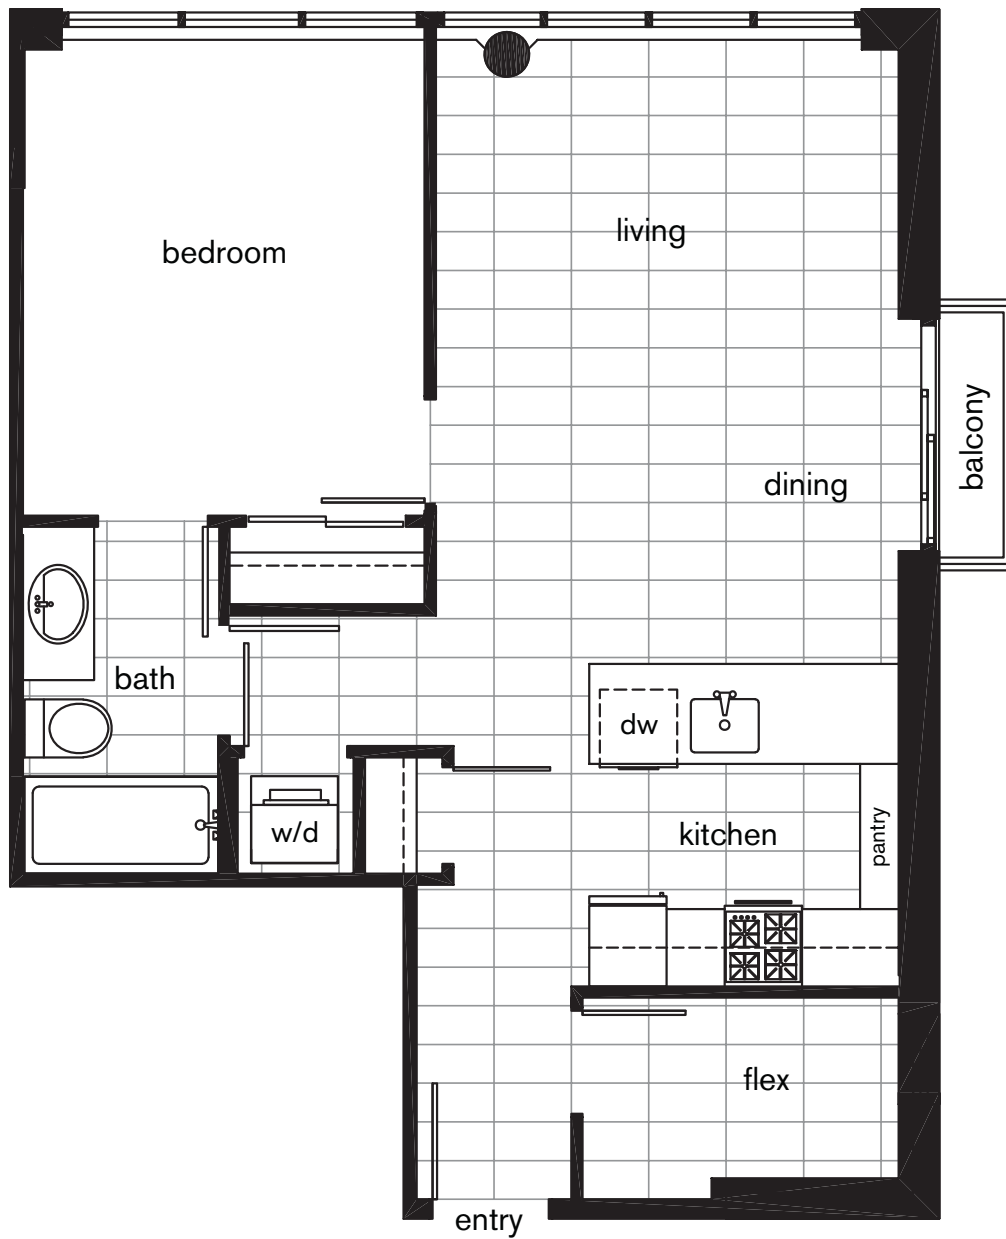 living
bedroom
balcony
dining
bath
dw
w/d
kitchen
pantry
flex
entry